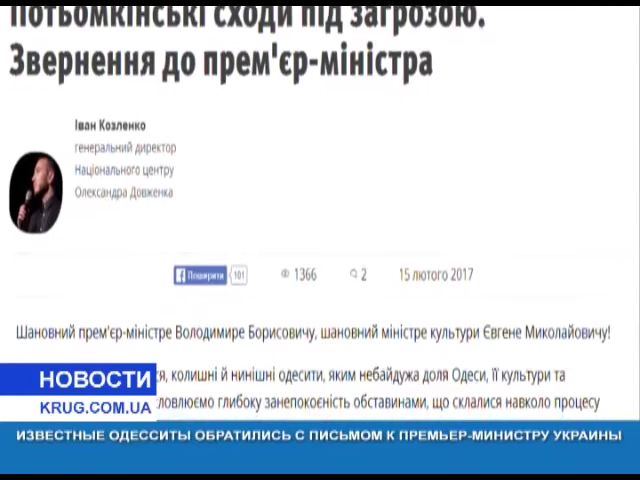 Потьомкінські сходи під загрозою.
Звернення до прем'єр-міністра
Іван Козленко
генеральний директор
Національного центру
Олександра Довженка
Поширити 101 1366 2 15 лютого 2017
Шановний прем'єр-міністре Володимире Борисовичу, шановний міністре культури Євгене Миколайовичу!
ся, колишні й нинішні одесити, яким небайдужа доля Одеси, її культури та
словлюємо глибоку занепокоєність обставинами, що склалися навколо процесу
НОВОСТИ
KRUG.COM.UA
ИЗВЕСТНЫЕ ОДЕССИТЫ ОБРАТИЛИСЬ С ПИСЬМОМ К ПРЕМЬЕР-МИНИСТРУ УКРАИНЫ